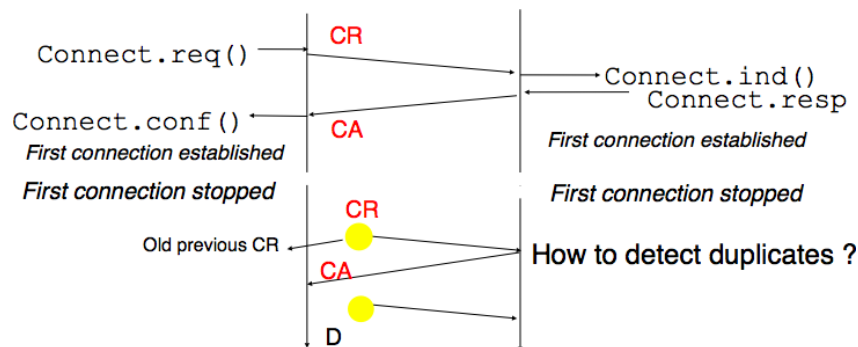 CR
Connect.req()
Connect.ind()
Connect.resp
Connect.conf()
CA
First connection established
First connection established
First connection stopped
First connection stopped
CR
Old previous CR
How to detect duplicates ?
CA
D